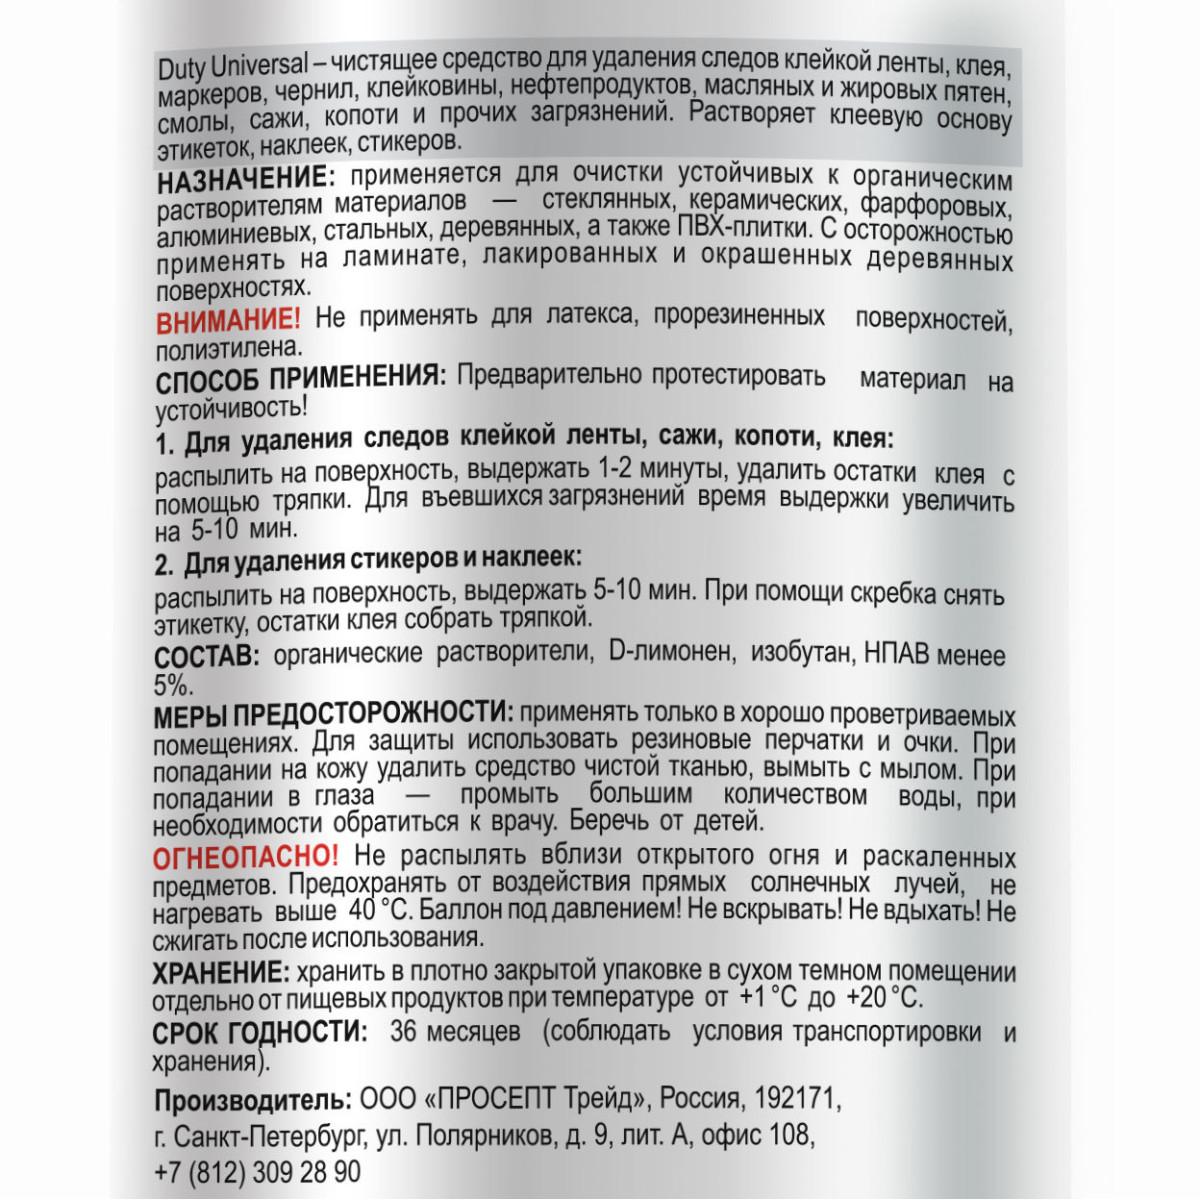 Duty Universal – чистящее средство для удаления следов клейкой ленты, клея,
маркеров, чернил, клейковины, нефтепродуктов, масляных и жировых пятен,
смолы, сажи, копоти и прочих загрязнений. Растворяет клеевую основу
этикеток, наклеек, стикеров.
НАЗНАЧЕНИЕ: применяется для очистки устойчивых к органическим
растворителям материалов — стеклянных, керамических, фарфоровых,
алюминиевых, стальных, деревянных, а также ПВХ-плитки. С осторожностью
применять на ламинате, лакированных и окрашенных деревянных
поверхностях.
ВНИМАНИЕ! Не применять для латекса, прорезиненных поверхностей,
полиэтилена.
СПОСОБ ПРИМЕНЕНИЯ: Предварительно протестировать материал на
устойчивость!
1. Для удаления следов клейкой ленты, сажи, копоти, клея:
распылить на поверхность, выдержать 1-2 минуты, удалить остатки клея с
помощью тряпки. Для въевшихся загрязнений время выдержки увеличить
на 5-10 мин.
2. Для удаления стикеров и наклеек:
распылить на поверхность, выдержать 5-10 мин. При помощи скребка снять
этикетку, остатки клея собрать тряпкой.
СОСТАВ: органические растворители, D-лимонен, изобутан, НПАВ менее
5%.
МЕРЫ ПРЕДОСТОРОЖНОСТИ: применять только в хорошо проветриваемых
помещениях. Для защиты использовать резиновые перчатки и очки. При
попадании на кожу удалить средство чистой тканью, вымыть с мылом. При
попадании в глаза — промыть большим количеством воды, при
необходимости обратиться к врачу. Беречь от детей.
ОГНЕОПАСНО! Не распылять вблизи открытого огня и раскаленных
предметов. Предохранять от воздействия прямых солнечных лучей, не
нагревать выше 40 °С. Баллон под давлением! Не вскрывать! Не вдыхать! Не
сжигать после использования.
ХРАНЕНИЕ: хранить в плотно закрытой упаковке в сухом темном помещении
отдельно от пищевых продуктов при температуре от +1 °С до +20 °С.
СРОК ГОДНОСТИ: 36 месяцев (соблюдать условия транспортировки и
хранения).
Производитель: ООО «ПРОСЕПТ Трейд», Россия, 192171,
г. Санкт-Петербург, ул. Полярников, д. 9, лит. А, офис 108,
+7 (812) 309 28 90